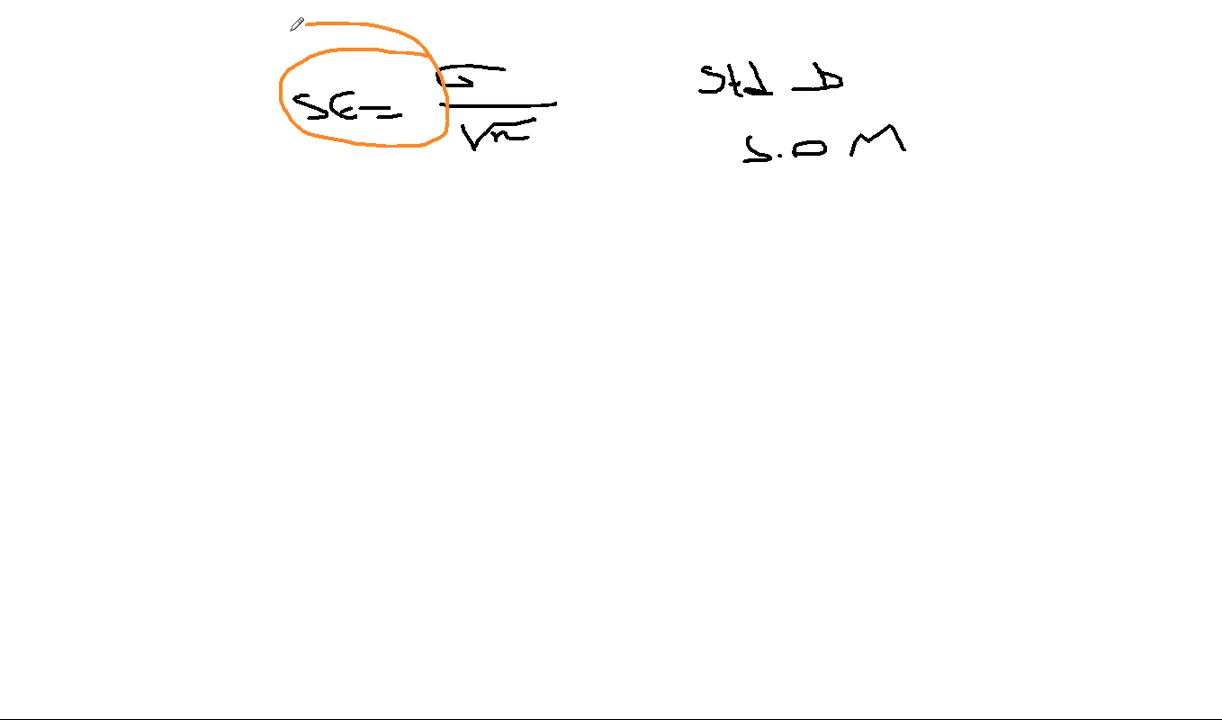 SE = σ / √n
Std D
S.D M